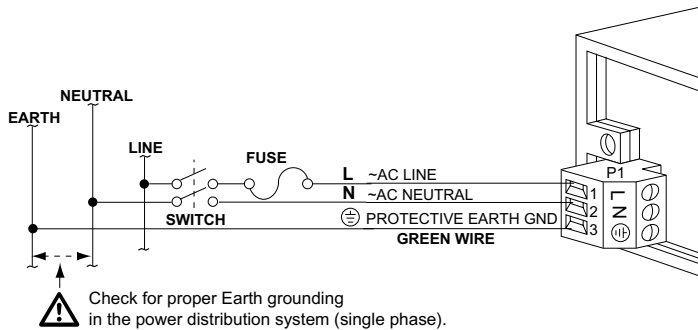 NEUTRAL
EARTH
LINE
FUSE
SWITCH
L ~AC LINE
N ~AC NEUTRAL
PROTECTIVE EARTH GND
GREEN WIRE
P1
1 L
2 N
3
Check for proper Earth grounding
in the power distribution system (single phase).